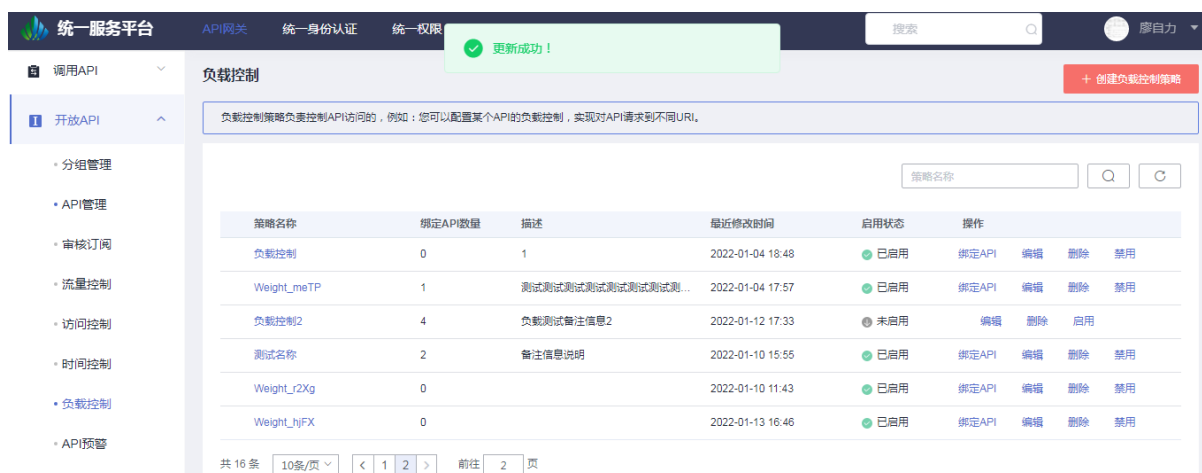 统一服务平台 API网关 统一身份认证 统一权限 搜索 廖自力
更新成功！
调用API
负载控制 + 创建负载控制策略
开放API
负载控制策略负责控制API访问的，例如：您可以配置某个API的负载控制，实现对API请求到不同URI。
分组管理
策略名称
API管理
策略名称 绑定API数量 描述 最近修改时间 启用状态 操作
审核订阅
负载控制 0 1 2022-01-04 18:48 已启用 绑定API 编辑 删除 禁用
流量控制
Weight_meTP 1 测试测试测试测试测试测试测试测... 2022-01-04 17:57 已启用 绑定API 编辑 删除 禁用
访问控制
负载控制2 4 负载测试备注信息2 2022-01-12 17:33 未启用 编辑 删除 启用
时间控制
测试名称 2 备注信息说明 2022-01-10 15:55 已启用 绑定API 编辑 删除 禁用
Weight_r2Xg 0 2022-01-10 11:43 已启用 绑定API 编辑 删除 禁用
负载控制
Weight_hjFX 0 2022-01-13 16:46 已启用 绑定API 编辑 删除 禁用
API预警
共 16 条 10条/页 < 1 2 > 前往 2 页